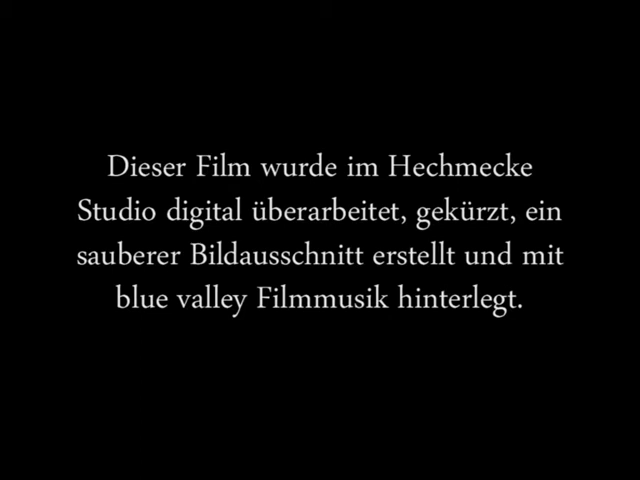 Dieser Film wurde im Hechmecke
Studio digital überarbeitet, gekürzt, ein
sauberer Bildausschnitt erstellt und mit
blue valley Filmmusik hinterlegt.